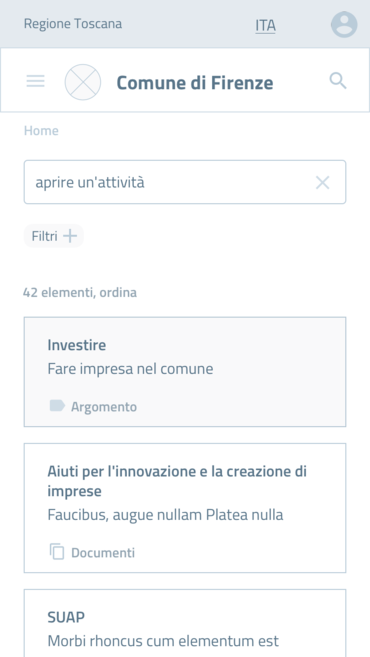 Regione Toscana
ITA
Comune di Firenze
Home
aprire un'attività
Filtri
42 elementi, ordina
Investire
Fare impresa nel comune
Argomento
Aiuti per l'innovazione e la creazione di
imprese
Faucibus, augue nullam Platea nulla
Documenti
SUAP
Morbi rhoncus cum elementum est